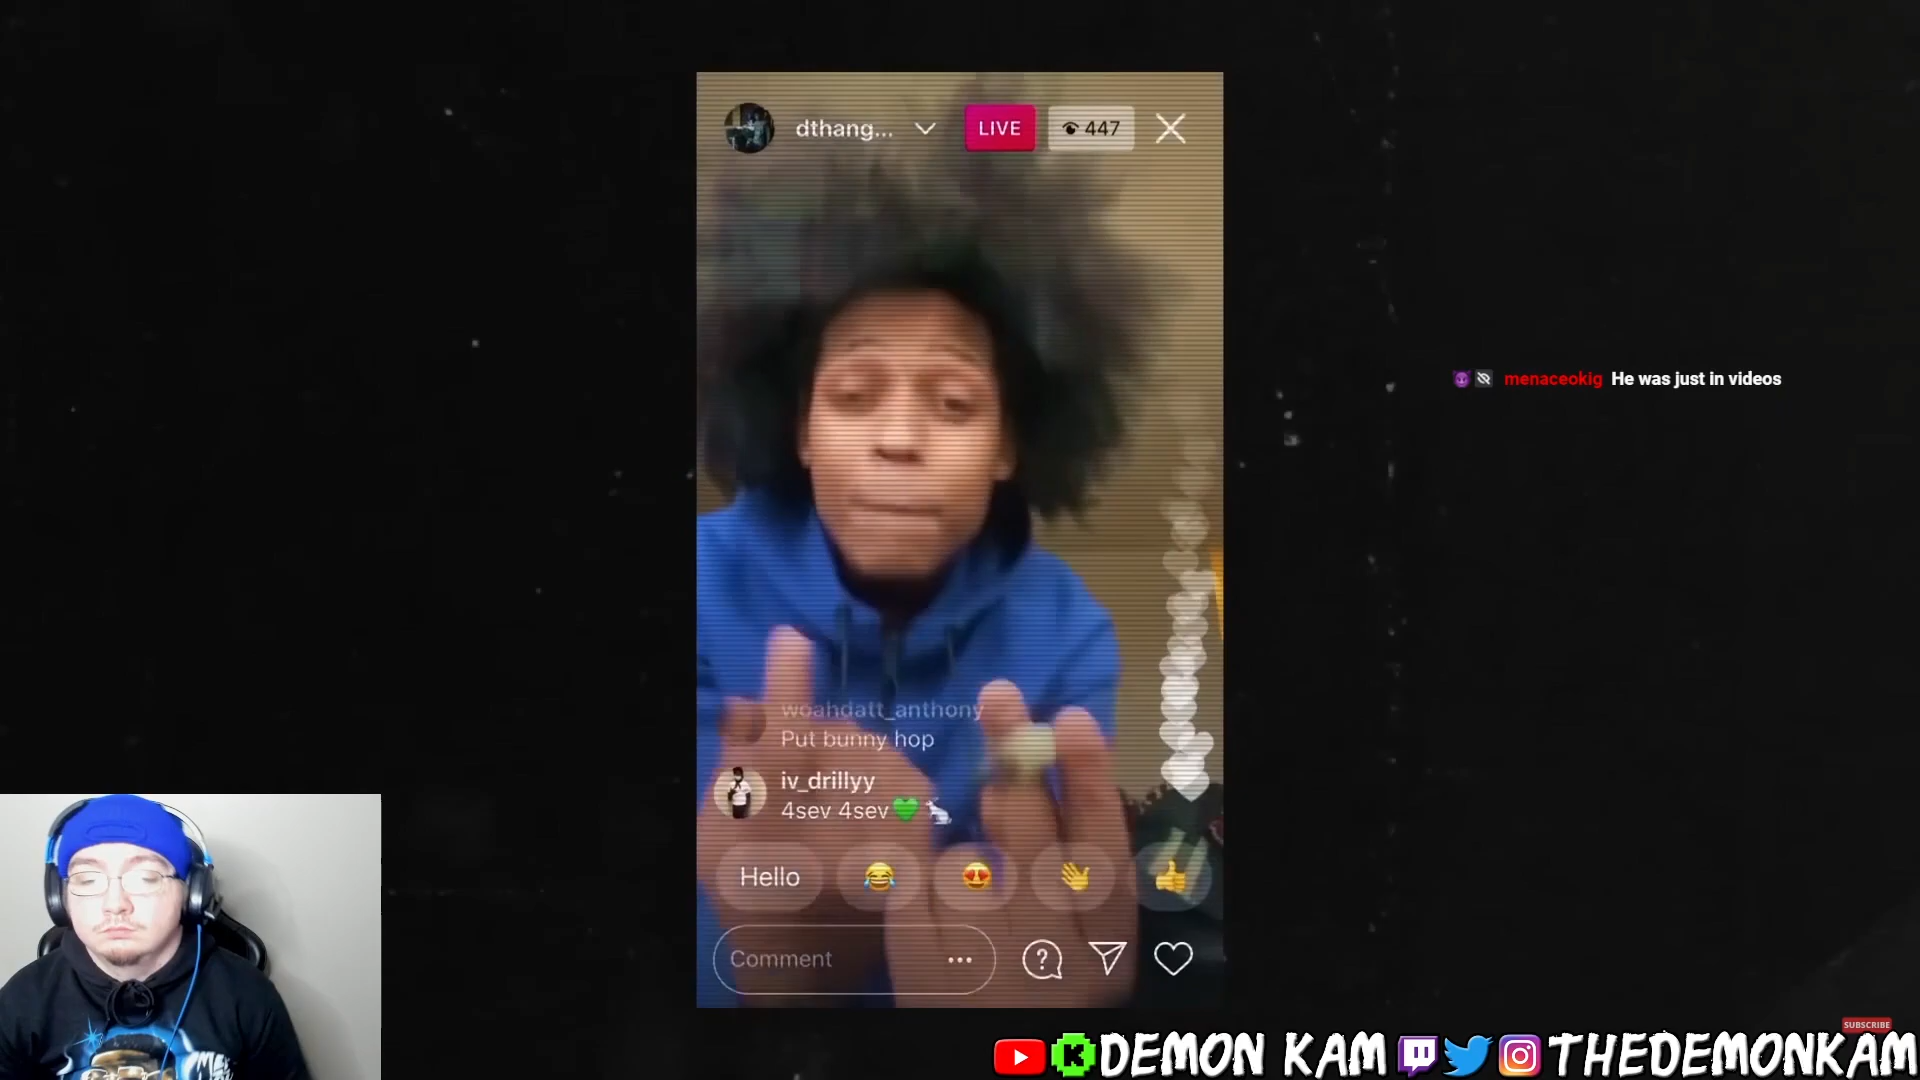 dthang...
LIVE
447
menaceokig He was just in videos
woahdatt_anthony
Put bunny hop
iv_drillyy
4sev 4sev💚🐇
Hello
Comment
SUBSCRIBE
DEMON KAM THEDEMONKAM